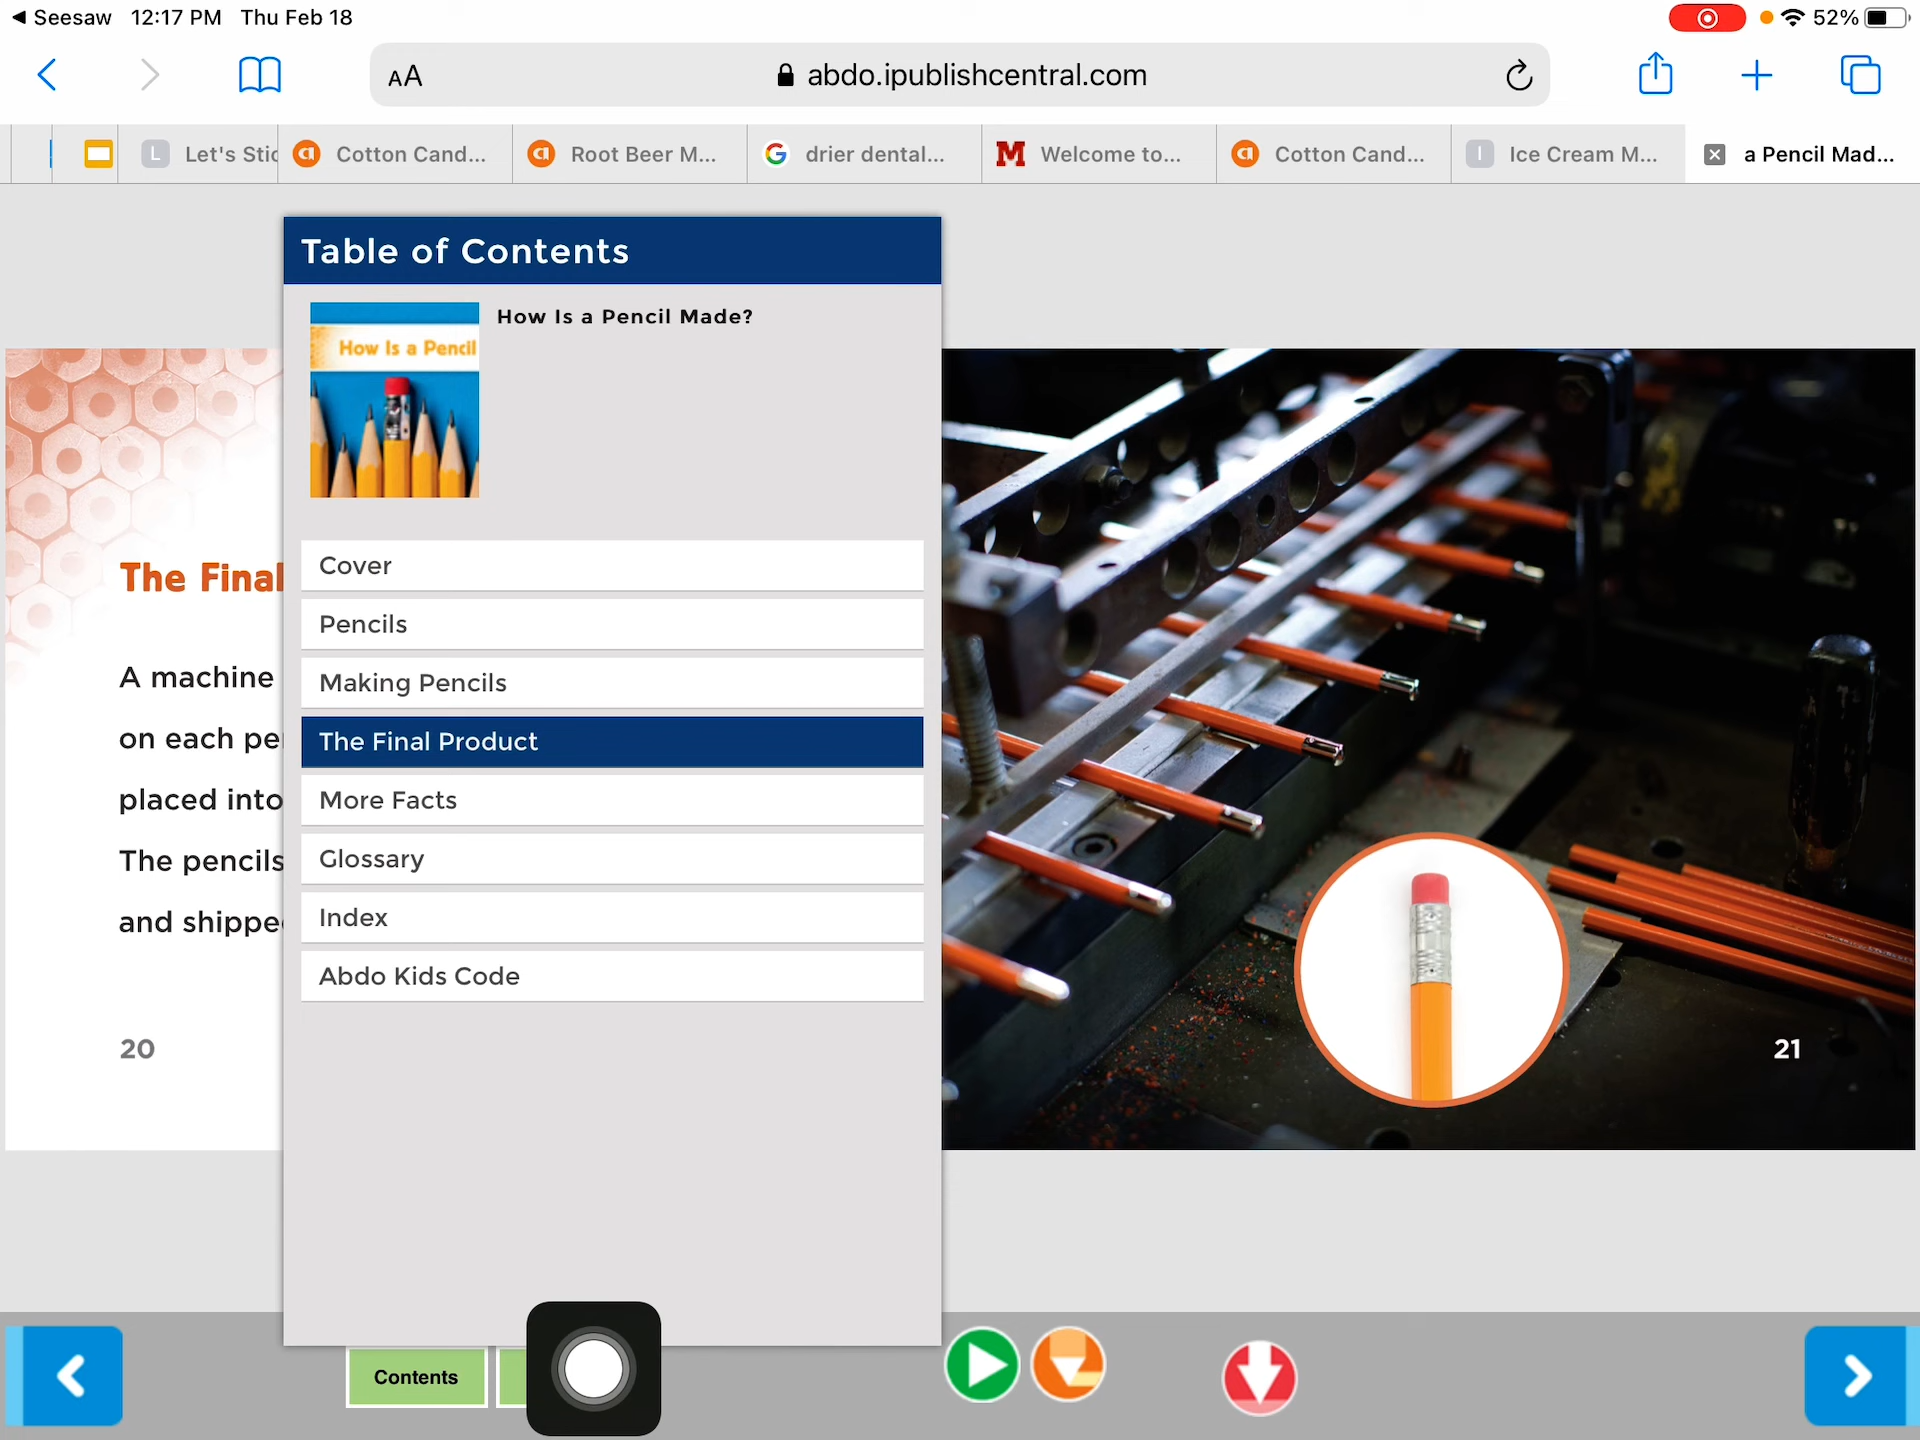 Seesaw 12:17 PM Thu Feb 18
52%
AA
abdo.ipublishcentral.com
L Let's Stic
Cotton Cand...
Root Beer M...
drier dental...
Welcome to...
Cotton Cand...
I Ice Cream M...
a Pencil Mad...
Table of Contents
How Is a Pencil
How Is a Pencil Made?
Cover
Pencils
Making Pencils
The Final Product
More Facts
Glossary
Index
Abdo Kids Code
The Final
A machine
on each pe
placed into
The pencils
and shippe
20
21
Contents